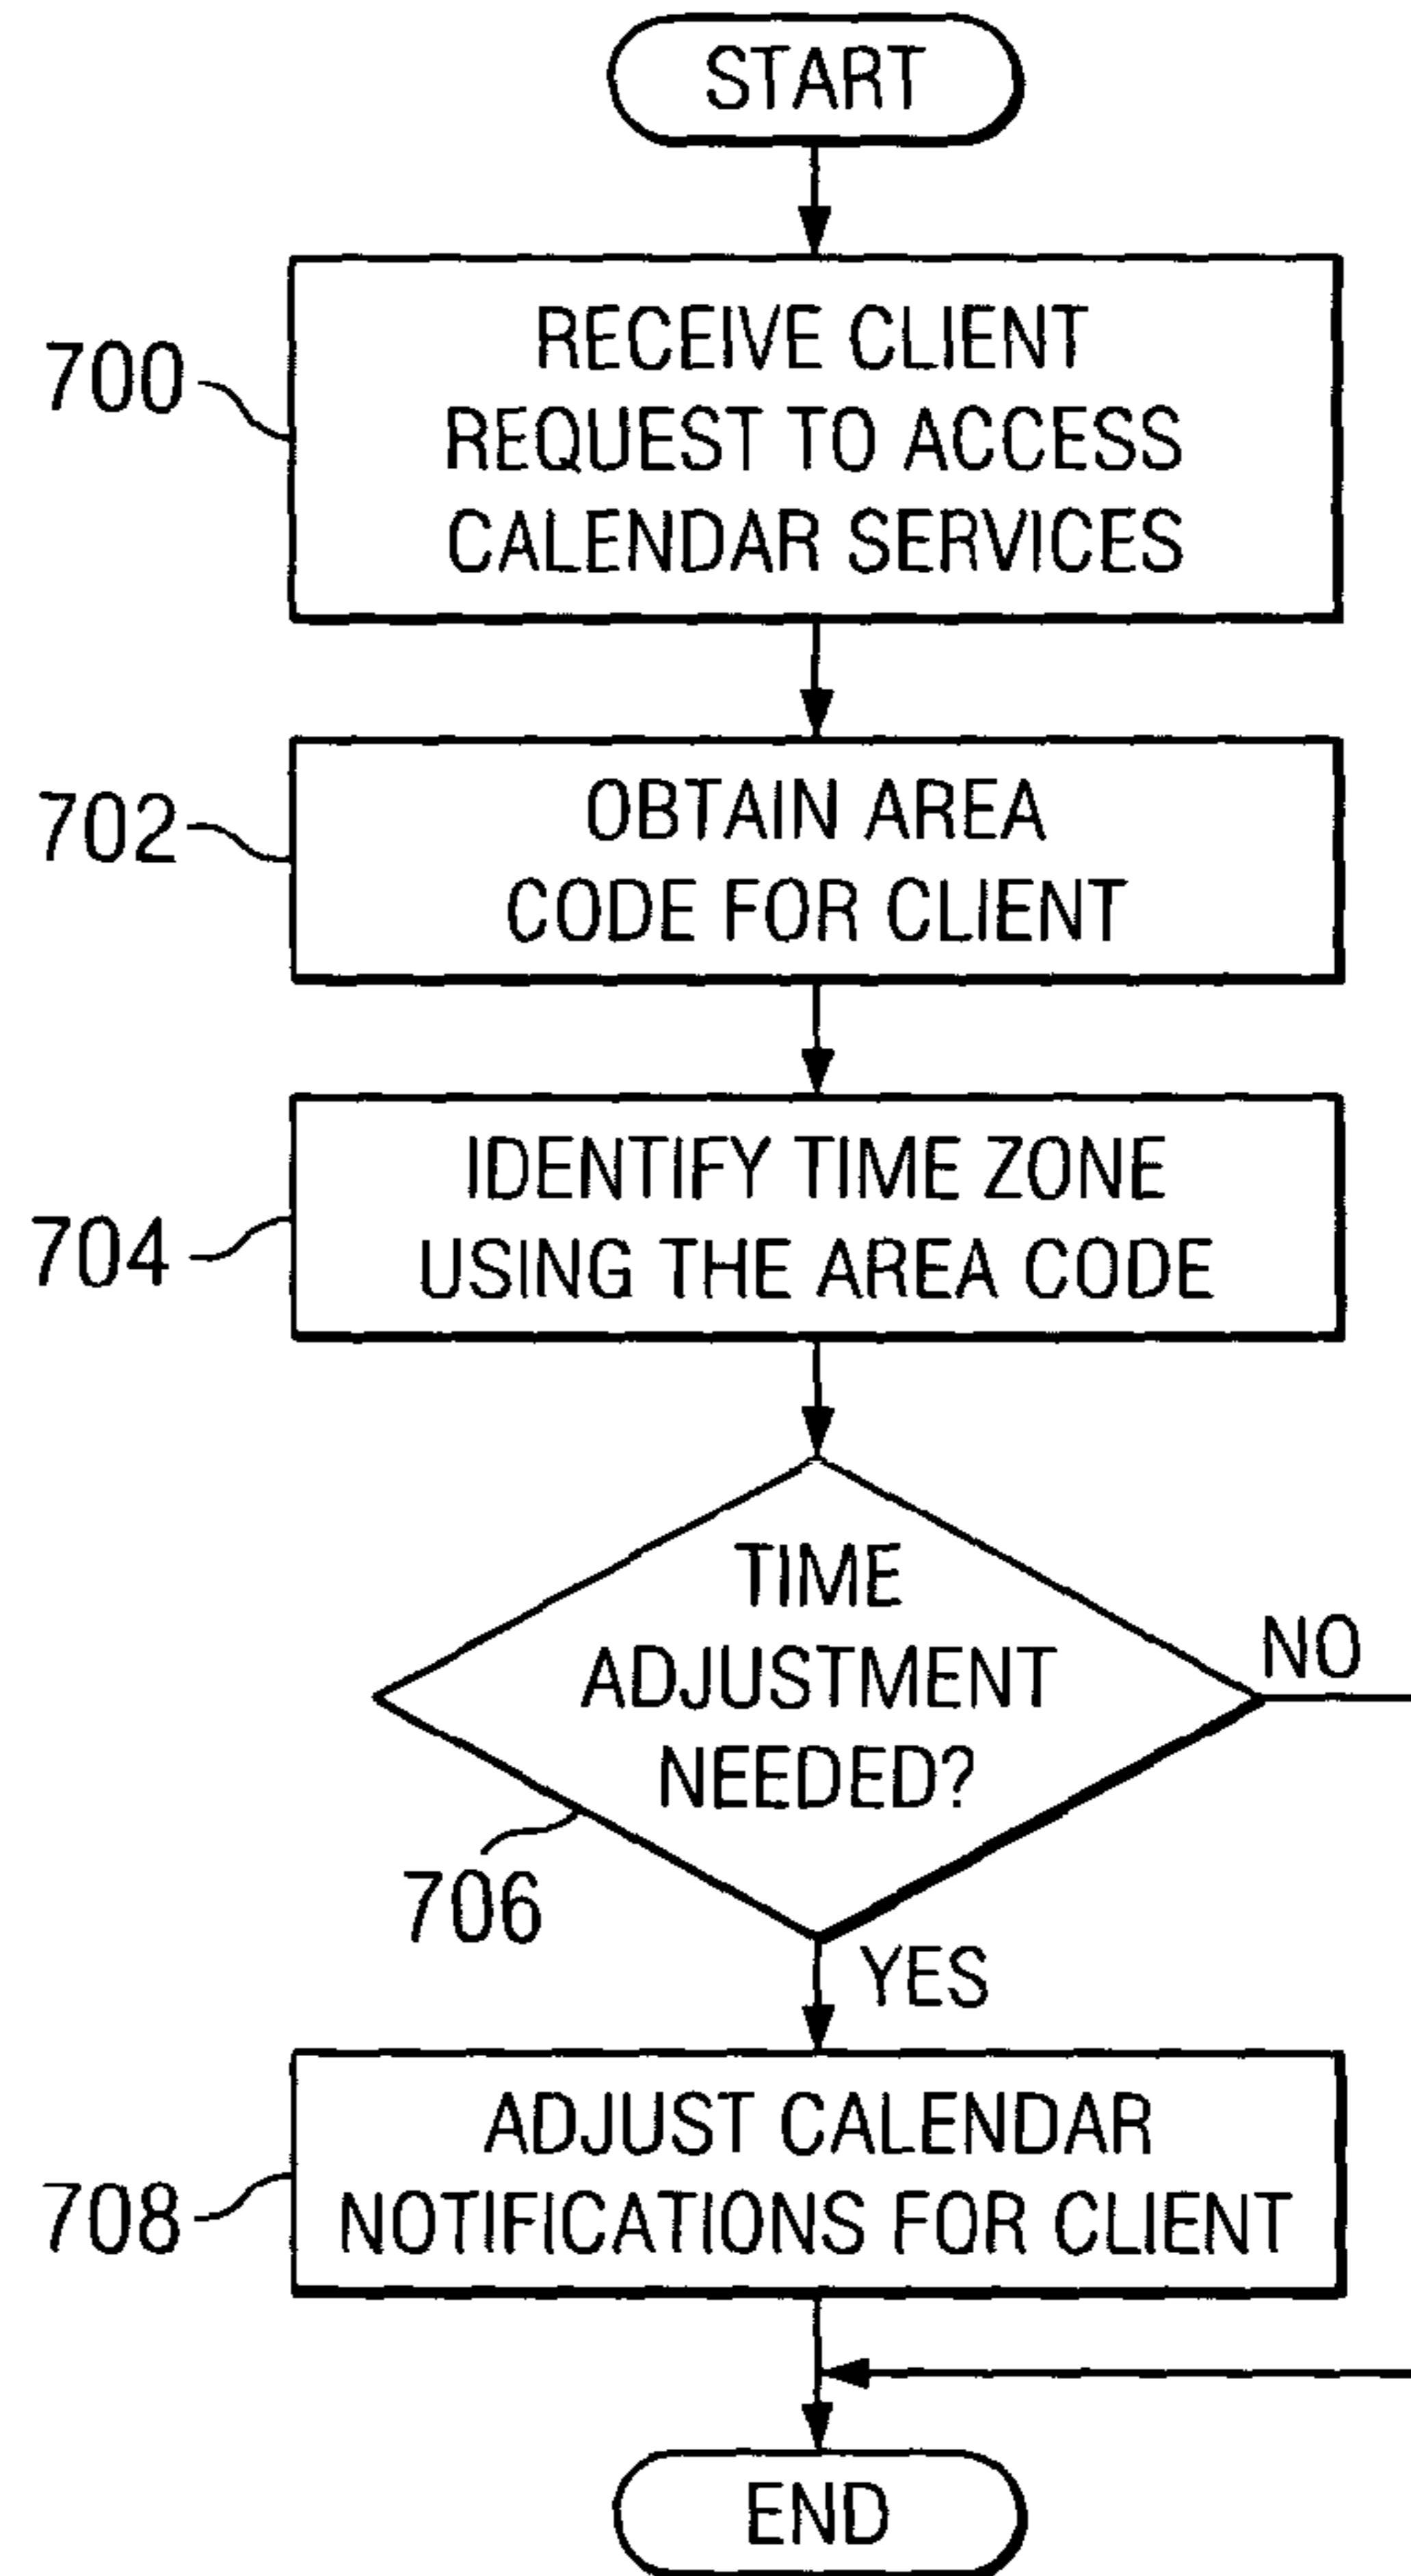 START
700
RECEIVE CLIENT
REQUEST TO ACCESS
CALENDAR SERVICES
702
OBTAIN AREA
CODE FOR CLIENT
704
IDENTIFY TIME ZONE
USING THE AREA CODE
TIME
ADJUSTMENT
NEEDED?
NO
706
YES
708
ADJUST CALENDAR
NOTIFICATIONS FOR CLIENT
END